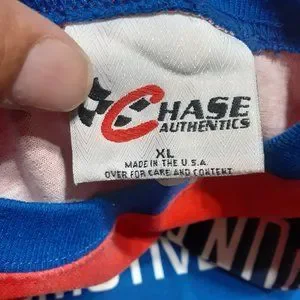 CHASE
AUTHENTICS
XL
MADE IN THE U.S.A.
OVER FOR CARE AND CONTENT